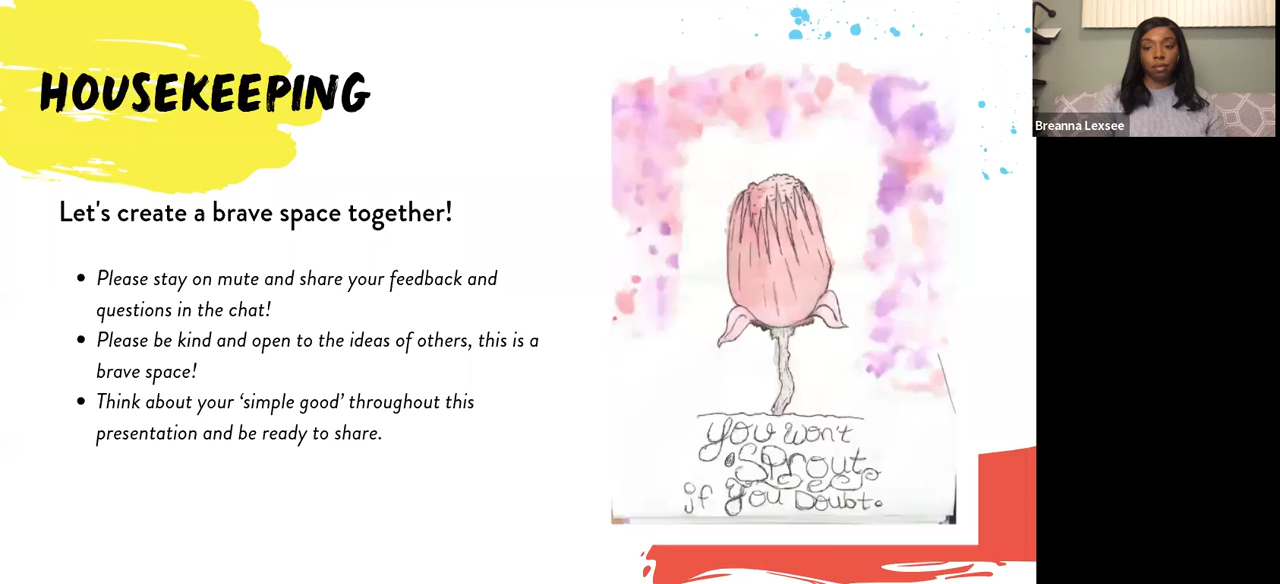 HOUSEKEEPING
Let's create a brave space together!
• Please stay on mute and share your feedback and
questions in the chat!
• Please be kind and open to the ideas of others, this is a
brave space!
• Think about your ‘simple good’ throughout this
presentation and be ready to share.
you won't
Sprout
if you Doubt.
Breanna Lexsee